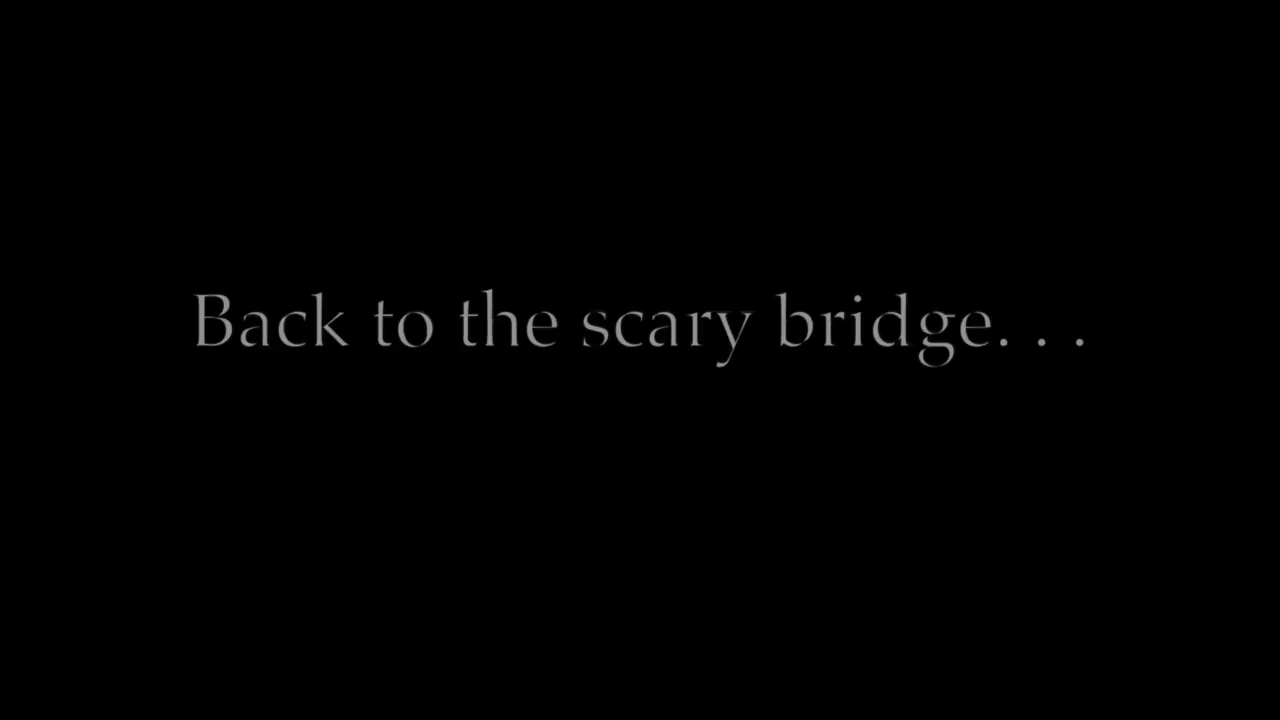 Back to the scary bridge. . .